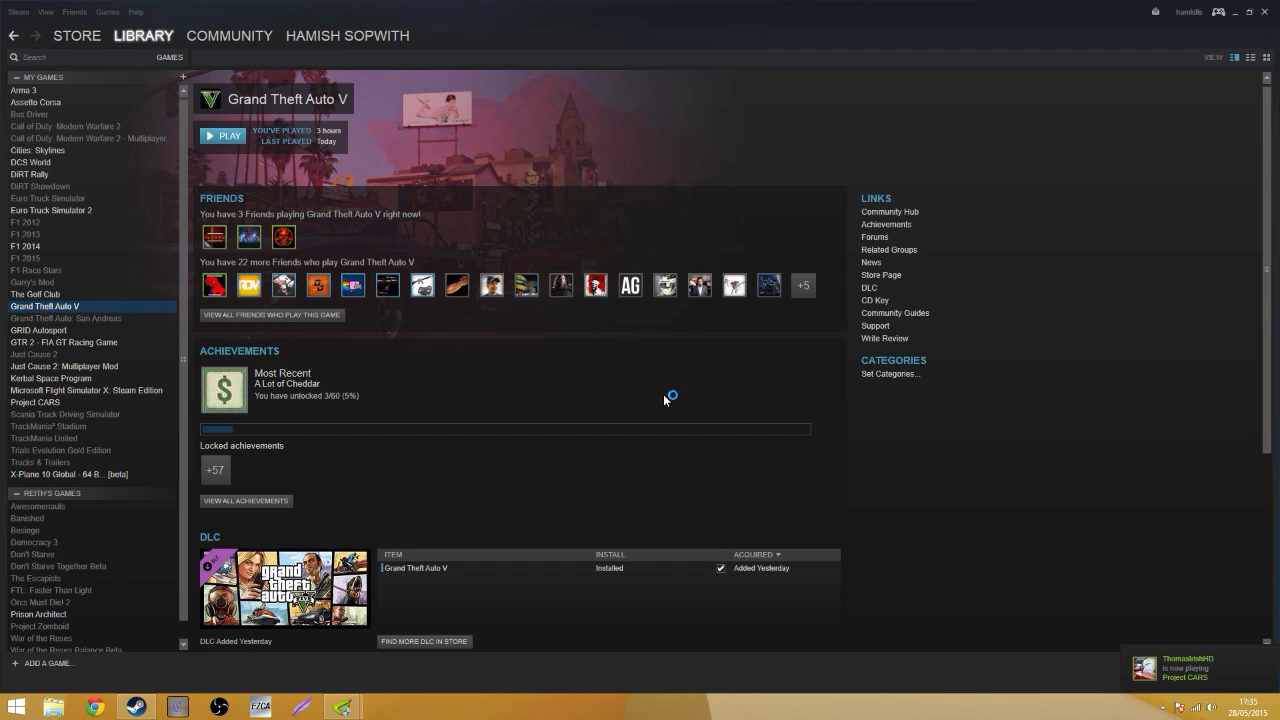 Steam View Friends Games Help
hamkills
STORE LIBRARY COMMUNITY HAMISH SOPWITH
Search GAMES
VIEW
MY GAMES
Arma 3
Assetto Corsa
Bus Driver
Call of Duty: Modern Warfare 2
Call of Duty: Modern Warfare 2 - Multiplayer
Cities: Skylines
DCS World
DiRT Rally
DiRT Showdown
Euro Truck Simulator
Euro Truck Simulator 2
F1 2012
F1 2013
F1 2014
F1 2015
F1 Race Stars
Garry's Mod
The Golf Club
Grand Theft Auto V
Grand Theft Auto: San Andreas
GRID Autosport
GTR 2 - FIA GT Racing Game
Just Cause 2
Just Cause 2: Multiplayer Mod
Kerbal Space Program
Microsoft Flight Simulator X: Steam Edition
Project CARS
Scania Truck Driving Simulator
TrackMania² Stadium
TrackMania United
Trials Evolution Gold Edition
Trucks & Trailers
X-Plane 10 Global - 64 B... [beta]
REITH'S GAMES
Awesomenauts
Banished
Besiege
Democracy 3
Don't Starve
Don't Starve Together Beta
The Escapists
FTL: Faster Than Light
Orcs Must Die! 2
Prison Architect
Project Zomboid
War of the Roses
War of the Roses Balance Beta
ADD A GAME...
Grand Theft Auto V
PLAY
YOU'VE PLAYED 3 hours
LAST PLAYED Today
FRIENDS
You have 3 Friends playing Grand Theft Auto V right now!
You have 22 more Friends who play Grand Theft Auto V
AG
+5
VIEW ALL FRIENDS WHO PLAY THIS GAME
ACHIEVEMENTS
Most Recent
A Lot of Cheddar
You have unlocked 3/60 (5%)
Locked achievements
+57
VIEW ALL ACHIEVEMENTS
DLC
grand
theft
auto V
DLC Added Yesterday
ITEM INSTALL ACQUIRED
Grand Theft Auto V Installed Added Yesterday
FIND MORE DLC IN STORE
LINKS
Community Hub
Achievements
Forums
Related Groups
News
Store Page
DLC
CD Key
Community Guides
Support
Write Review
CATEGORIES
Set Categories...
ThomasIrishHD
is now playing
Project CARS
EZCA
17:35
28/05/2015